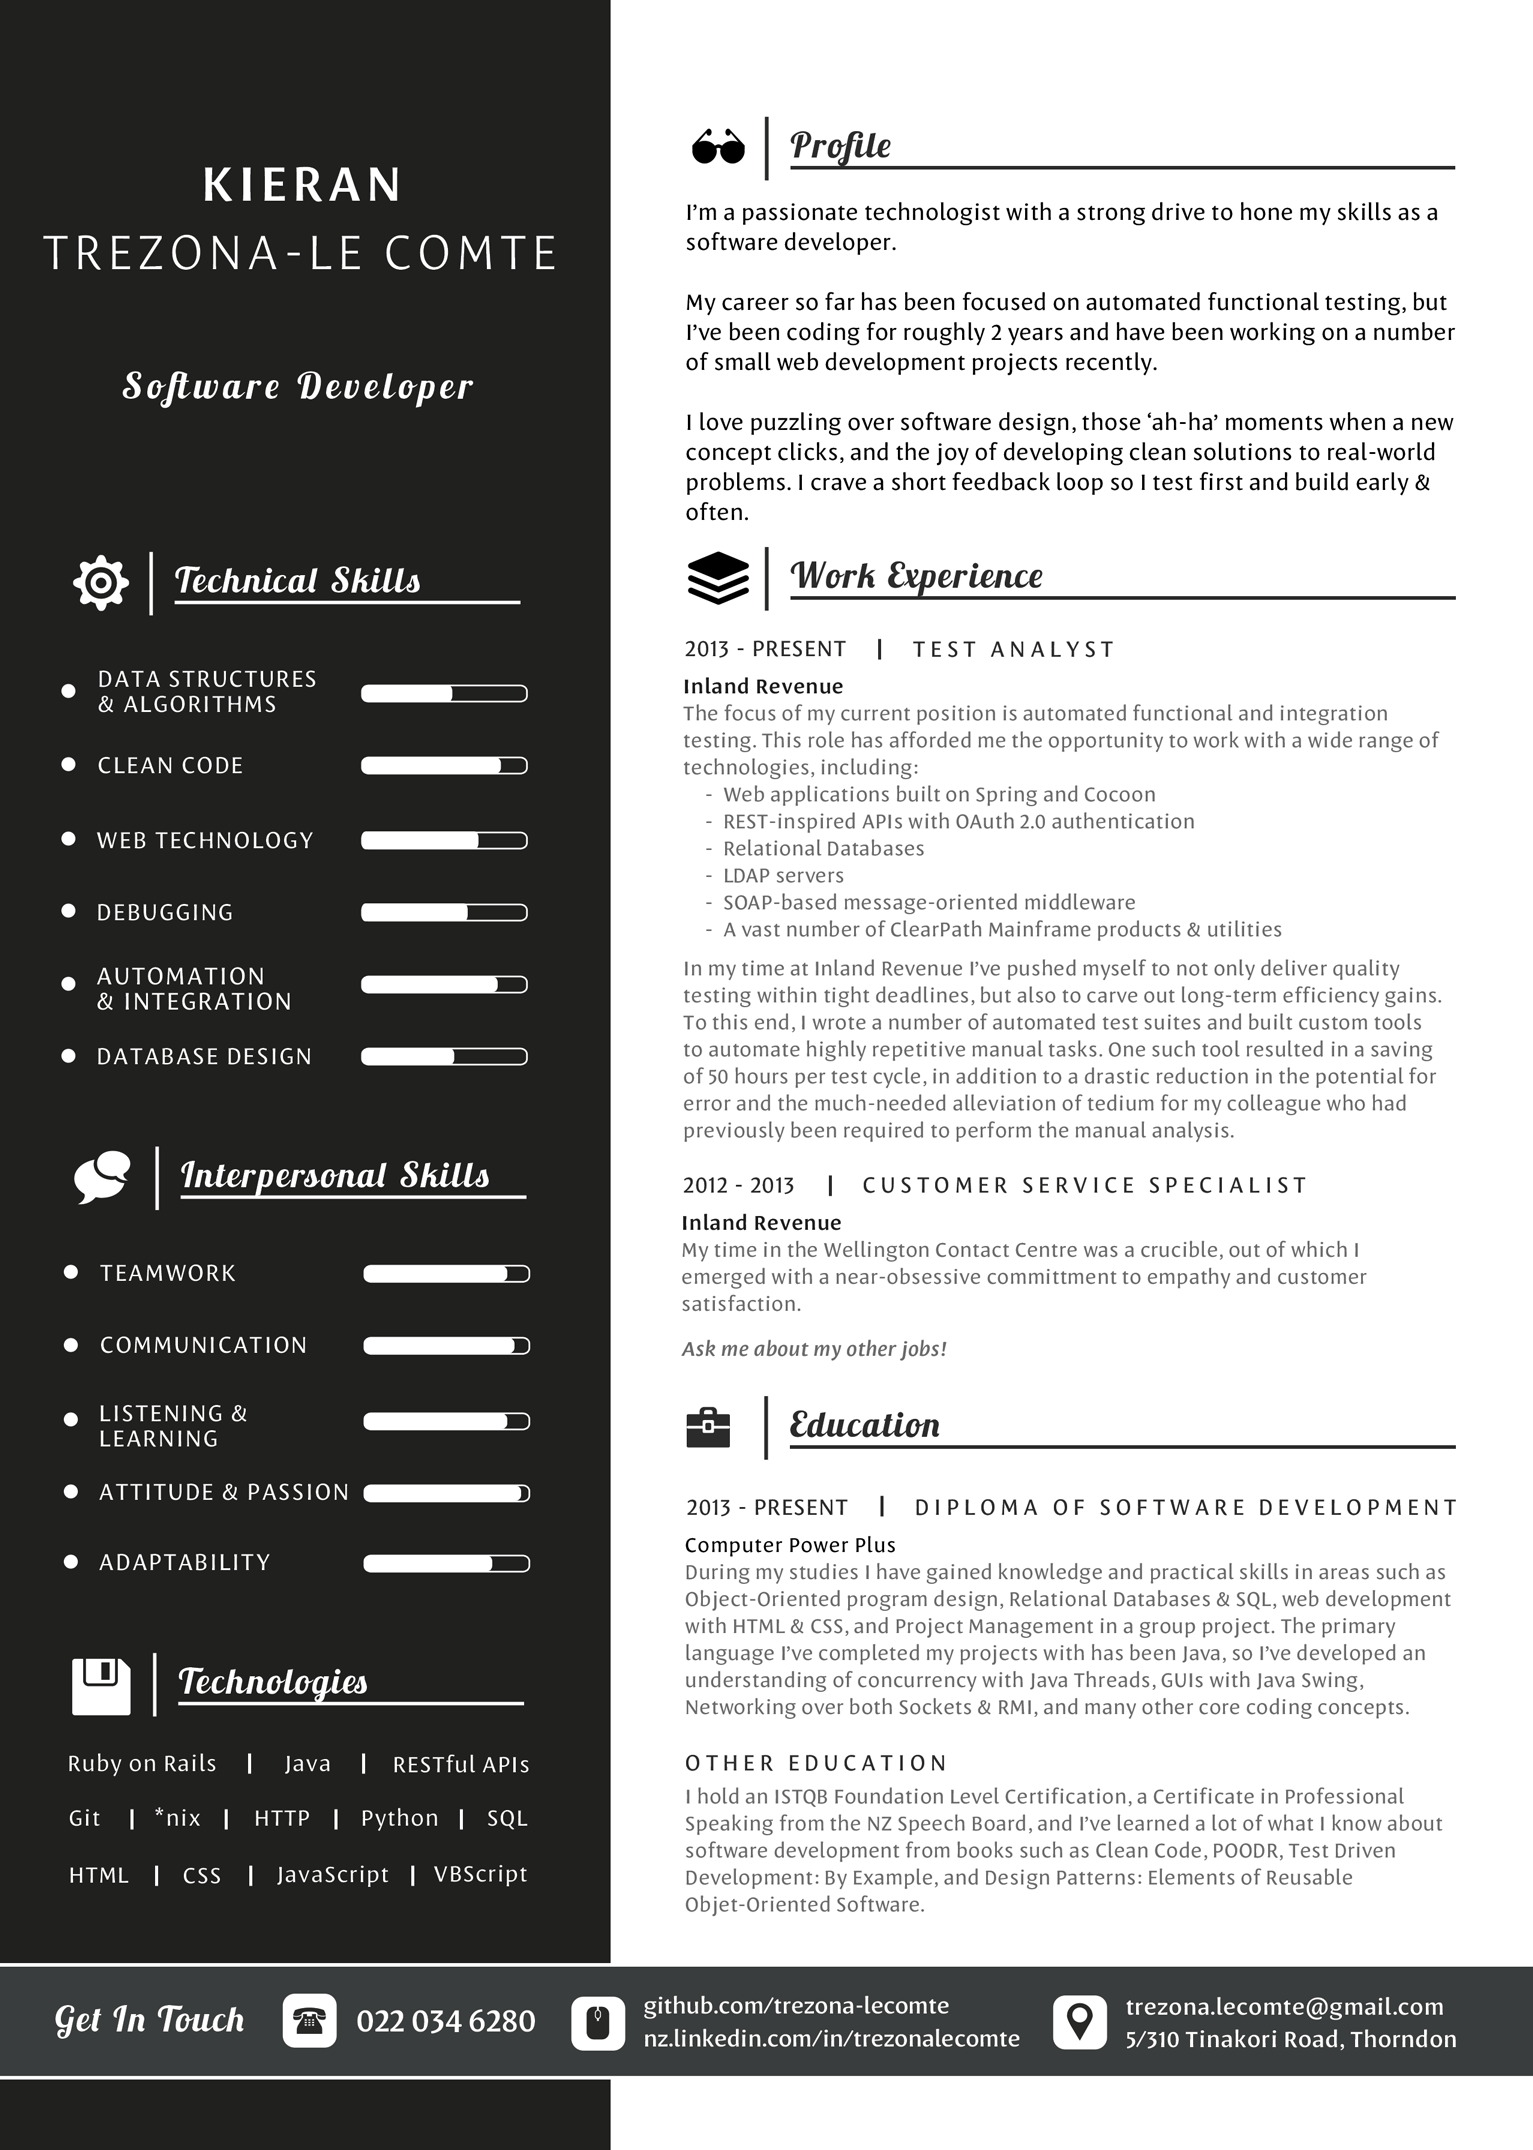 KIERAN
TREZONA-LE COMTE
Software Developer
Technical Skills
DATA STRUCTURES
& ALGORITHMS
CLEAN CODE
WEB TECHNOLOGY
DEBUGGING
AUTOMATION
& INTEGRATION
DATABASE DESIGN
Interpersonal Skills
TEAMWORK
COMMUNICATION
LISTENING &
LEARNING
ATTITUDE & PASSION
ADAPTABILITY
Technologies
Ruby on Rails | Java | RESTful APIs
Git | *nix | HTTP | Python | SQL
HTML | CSS | JavaScript | VBScript
Profile
I'm a passionate technologist with a strong drive to hone my skills as a
software developer.
My career so far has been focused on automated functional testing, but
I've been coding for roughly 2 years and have been working on a number
of small web development projects recently.
I love puzzling over software design, those 'ah-ha' moments when a new
concept clicks, and the joy of developing clean solutions to real-world
problems. I crave a short feedback loop so I test first and build early &
often.
Work Experience
2013 - PRESENT | TEST ANALYST
Inland Revenue
The focus of my current position is automated functional and integration
testing. This role has afforded me the opportunity to work with a wide range of
technologies, including:
- Web applications built on Spring and Cocoon
- REST-inspired APIs with OAuth 2.0 authentication
- Relational Databases
- LDAP servers
- SOAP-based message-oriented middleware
- A vast number of ClearPath Mainframe products & utilities
In my time at Inland Revenue I've pushed myself to not only deliver quality
testing within tight deadlines, but also to carve out long-term efficiency gains.
To this end, I wrote a number of automated test suites and built custom tools
to automate highly repetitive manual tasks. One such tool resulted in a saving
of 50 hours per test cycle, in addition to a drastic reduction in the potential for
error and the much-needed alleviation of tedium for my colleague who had
previously been required to perform the manual analysis.
2012 - 2013 | CUSTOMER SERVICE SPECIALIST
Inland Revenue
My time in the Wellington Contact Centre was a crucible, out of which I
emerged with a near-obsessive committment to empathy and customer
satisfaction.
Ask me about my other jobs!
Education
2013 - PRESENT | DIPLOMA OF SOFTWARE DEVELOPMENT
Computer Power Plus
During my studies I have gained knowledge and practical skills in areas such as
Object-Oriented program design, Relational Databases & SQL, web development
with HTML & CSS, and Project Management in a group project. The primary
language I've completed my projects with has been Java, so I've developed an
understanding of concurrency with Java Threads, GUIs with Java Swing,
Networking over both Sockets & RMI, and many other core coding concepts.
OTHER EDUCATION
I hold an ISTQB Foundation Level Certification, a Certificate in Professional
Speaking from the NZ Speech Board, and I've learned a lot of what I know about
software development from books such as Clean Code, POODR, Test Driven
Development: By Example, and Design Patterns: Elements of Reusable
Objet-Oriented Software.
Get In Touch
022 034 6280
github.com/trezona-lecomte
nz.linkedin.com/in/trezonalecomte
trezona.lecomte@gmail.com
5/310 Tinakori Road, Thorndon